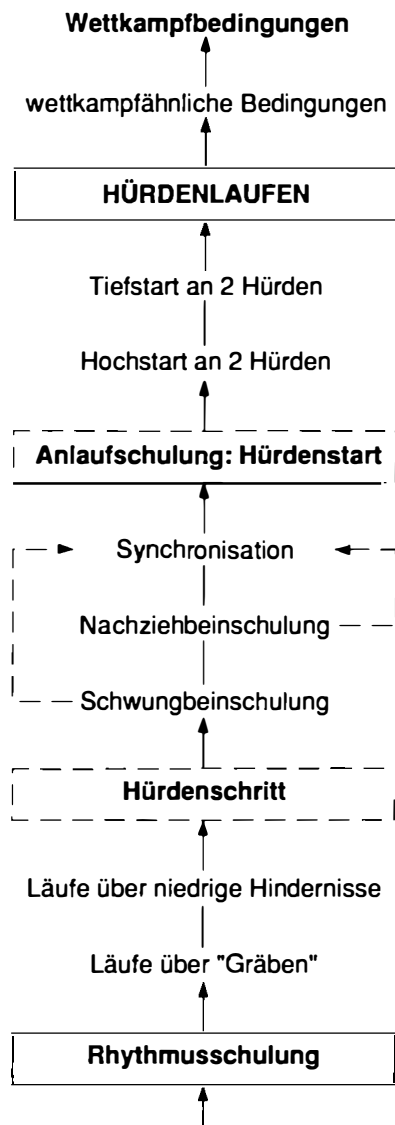 Wettkampfbedingungen
wettkampfähnliche Bedingungen
HÜRDENLAUFEN
Tiefstart an 2 Hürden
Hochstart an 2 Hürden
Anlaufschulung: Hürdenstart
Synchronisation
Nachziehbeinschulung
Schwungbeinschulung
Hürdenschritt
Läufe über niedrige Hindernisse
Läufe über "Gräben"
Rhythmusschulung